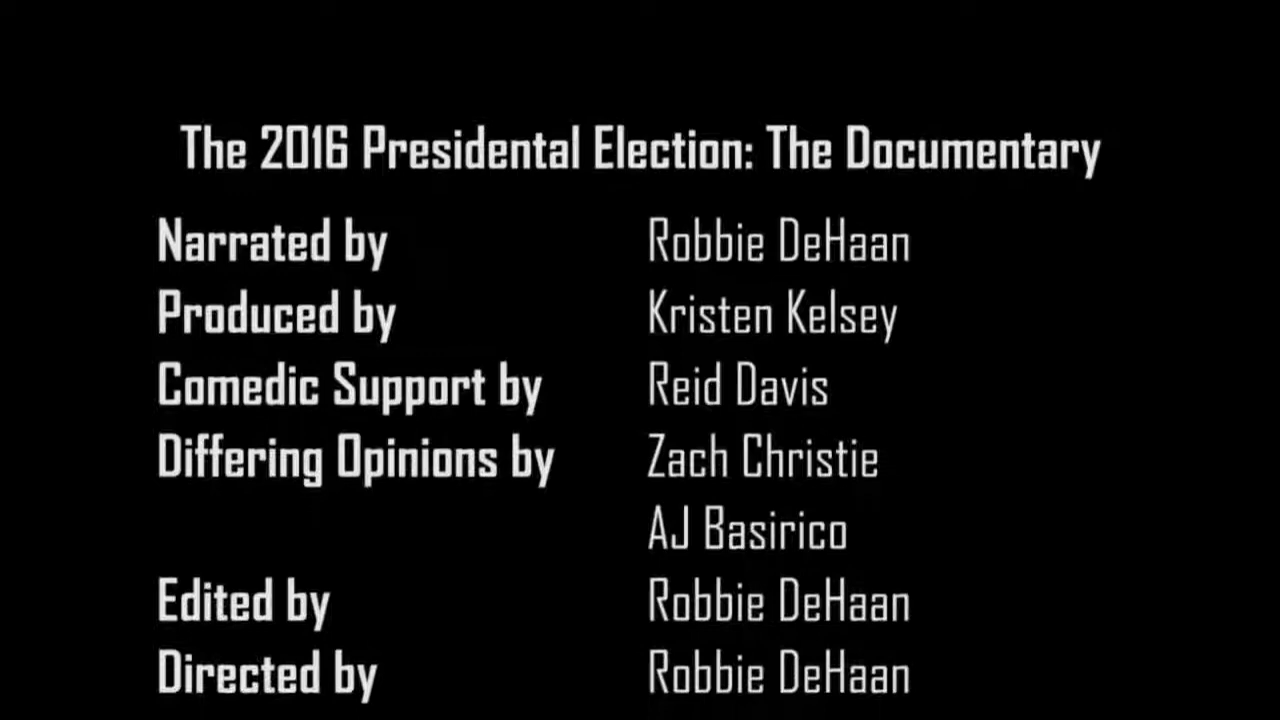 The 2016 Presidental Election: The Documentary
Narrated by Robbie DeHaan
Produced by Kristen Kelsey
Comedic Support by Reid Davis
Differing Opinions by Zach Christie
AJ Basirico
Edited by Robbie DeHaan
Directed by Robbie DeHaan